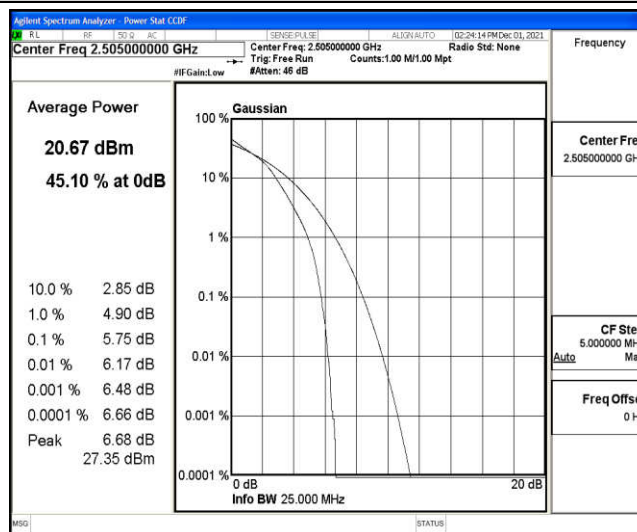 Agilent Spectrum Analyzer - Power Stat CCDF
RL RF 50 Ω AC SENSE:PULSE ALIGN AUTO 02:24:14 PM Dec 01, 2021
Center Freq 2.505000000 GHz
Center Freq: 2.505000000 GHz Radio Std: None
Trig: Free Run Counts:1.00 M/1.00 Mpt
#IFGain:Low #Atten: 46 dB
Frequency
Average Power
20.67 dBm
45.10 % at 0dB
10.0 % 2.85 dB
1.0 % 4.90 dB
0.1 % 5.75 dB
0.01 % 6.17 dB
0.001 % 6.48 dB
0.0001 % 6.66 dB
Peak 6.68 dB
27.35 dBm
Gaussian
100 %
10 %
1 %
0.1 %
0.01 %
0.001 %
0.0001 %
0 dB 20 dB
Info BW 25.000 MHz
Center Fre
2.505000000 GH
CF Ste
5.000000 MH
Auto Ma
Freq Offse
0 H
MSG STATUS